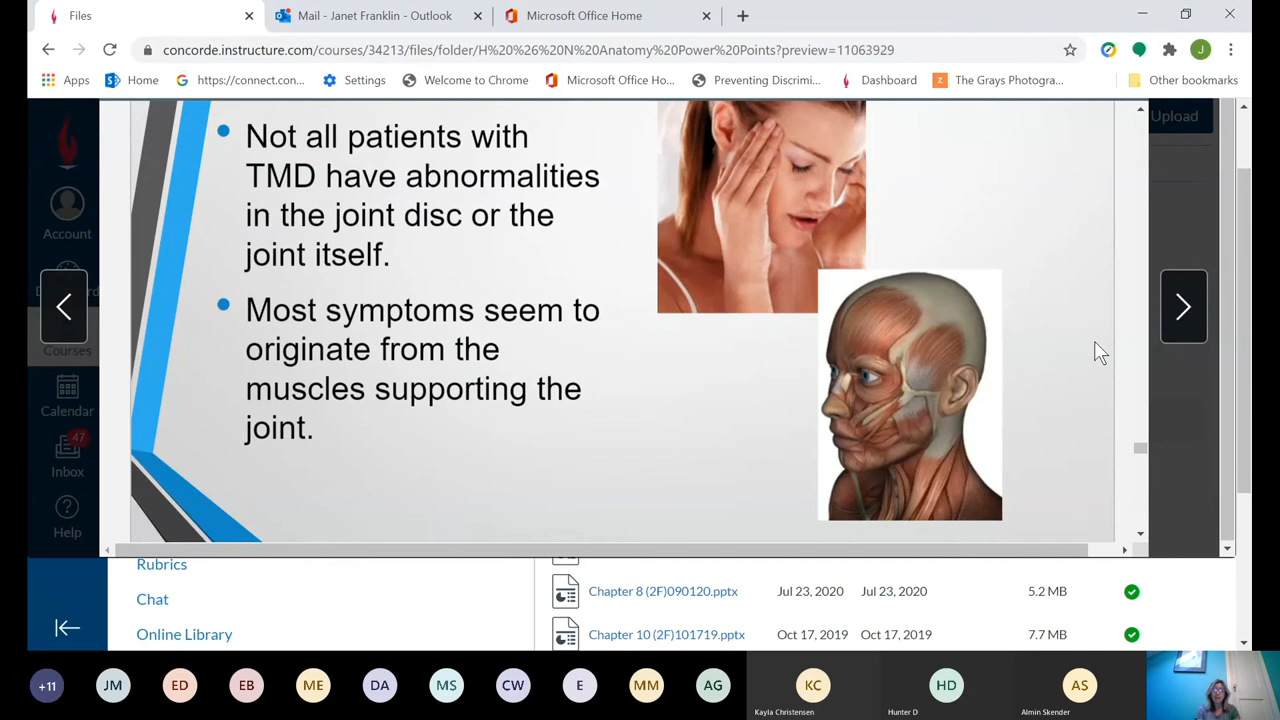 Files
Mail - Janet Franklin - Outlook
Microsoft Office Home
concorde.instructure.com/courses/34213/files/folder/H%20%26%20N%20Anatomy%20Power%20Points?preview=11063929
J
Apps
Home
https://connect.con...
Settings
Welcome to Chrome
Microsoft Office Ho...
Preventing Discrim...
Dashboard
Z
The Grays Photogra...
Other bookmarks
Upload
Account
Courses
Calendar
47
Inbox
Help
Not all patients with
TMD have abnormalities
in the joint disc or the
joint itself.
Most symptoms seem to
originate from the
muscles supporting the
joint.
Rubrics
Chat
Online Library
Chapter 8 (2F)090120.pptx Jul 23, 2020 Jul 23, 2020 5.2 MB
Chapter 10 (2F)101719.pptx Oct 17, 2019 Oct 17, 2019 7.7 MB
+11 JM ED EB ME DA MS CW E MM AG KC HD AS
Kayla Christensen Hunter D Almin Skender